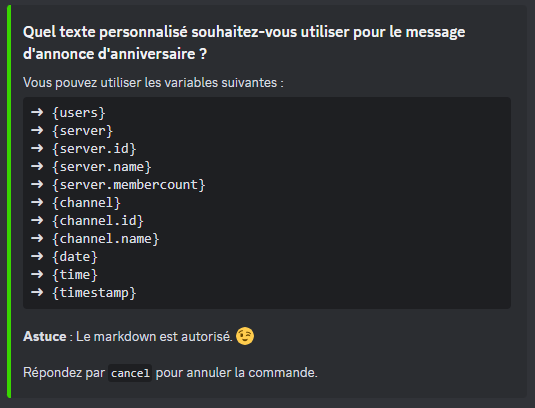 Quel texte personnalisé souhaitez-vous utiliser pour le message
d'annonce d'anniversaire ?
Vous pouvez utiliser les variables suivantes :
➜ {users}
➜ {server}
➜ {server.id}
➜ {server.name}
➜ {server.membercount}
➜ {channel}
➜ {channel.id}
➜ {channel.name}
➜ {date}
➜ {time}
➜ {timestamp}
Astuce : Le markdown est autorisé. 😉
Répondez par cancel pour annuler la commande.